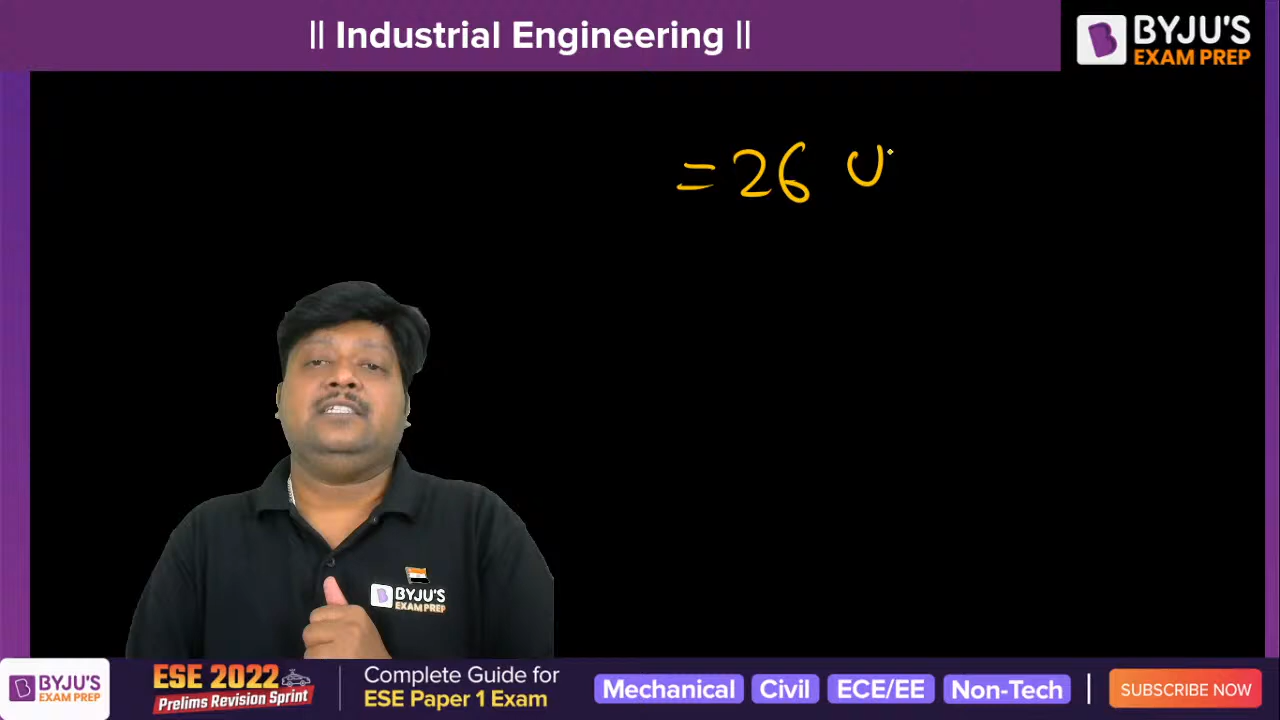 || Industrial Engineering ||
BYJU'S
EXAM PREP
= 26 U
BYJU'S
EXAM PREP
BYJU'S
EXAM PREP
ESE 2022
Prelims Revision Sprint
Complete Guide for
ESE Paper 1 Exam
Mechanical
Civil
ECE/EE
Non-Tech
SUBSCRIBE NOW